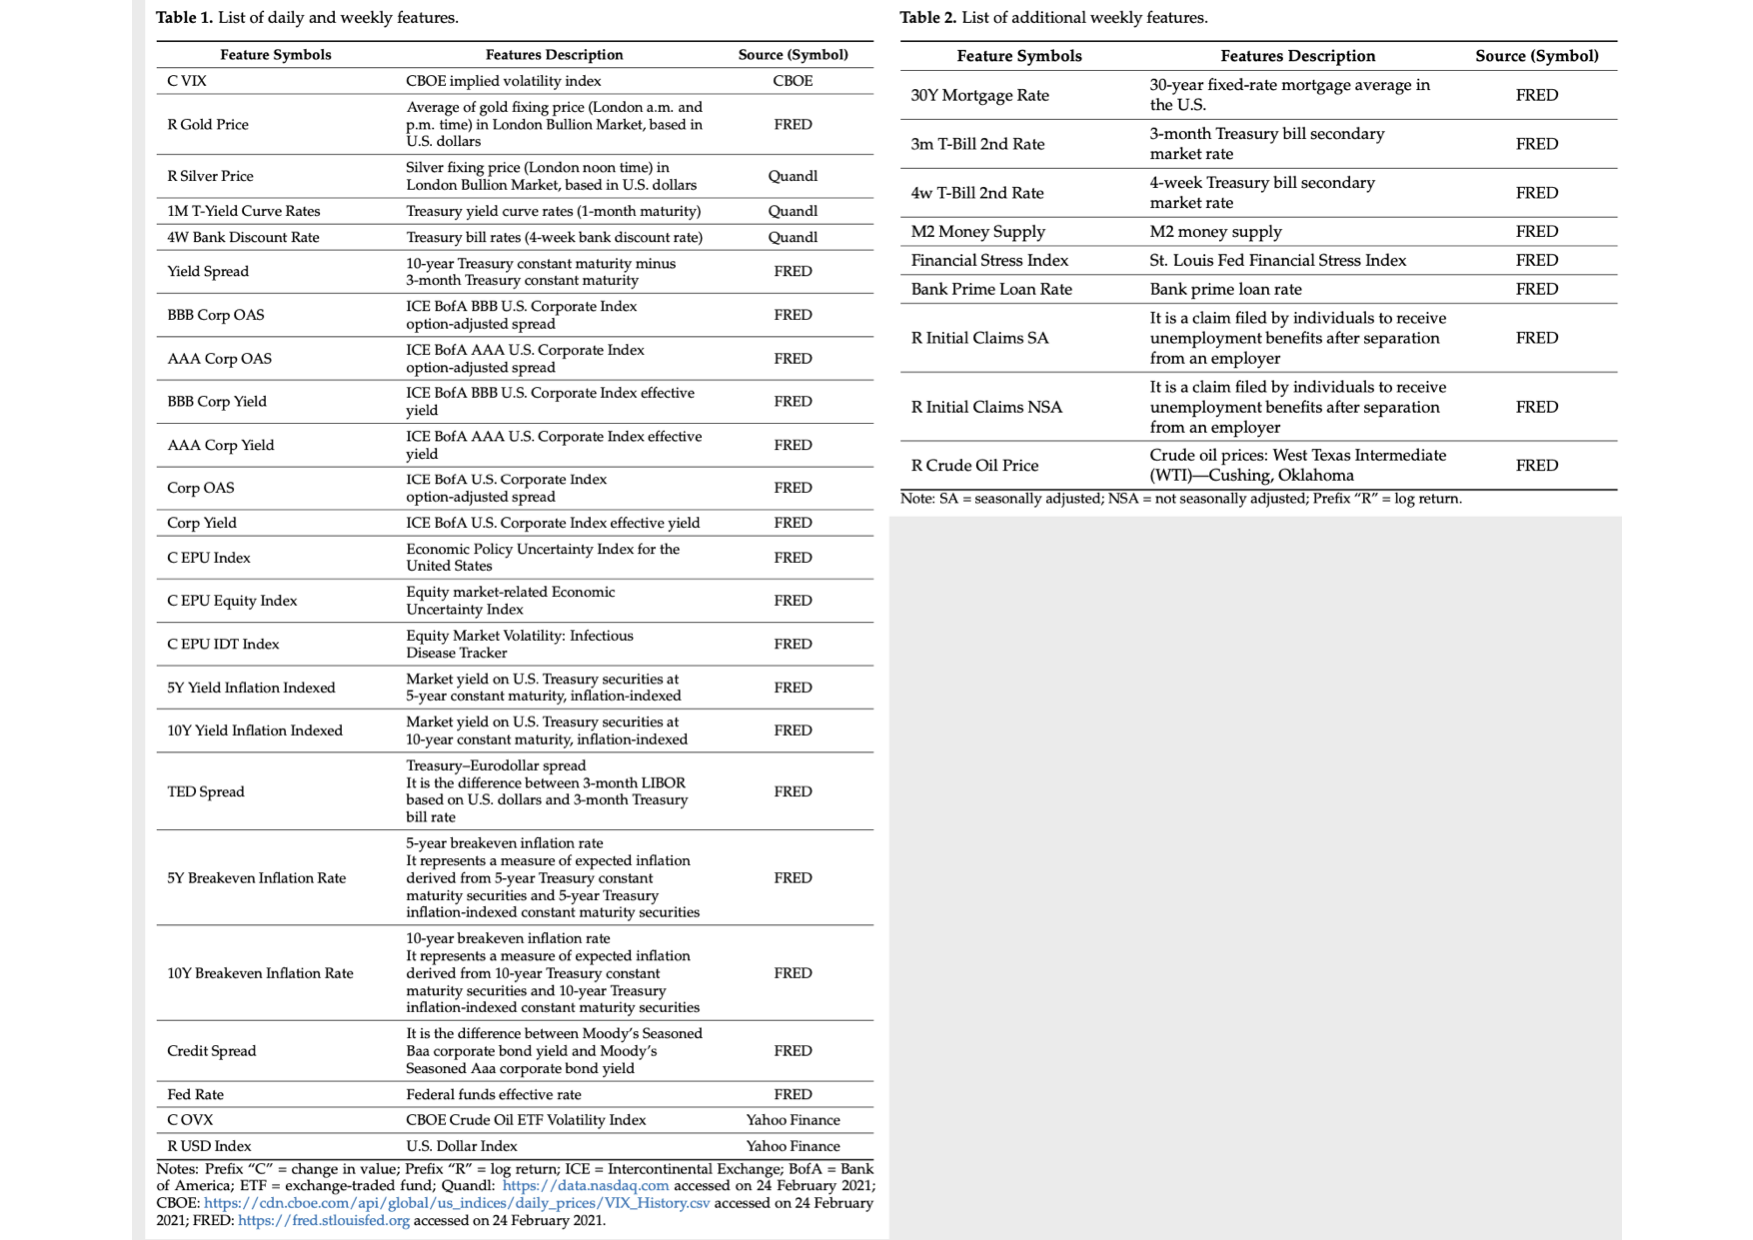 Table 1. List of daily and weekly features.
Feature Symbols Features Description Source (Symbol)
C VIX CBOE implied volatility index CBOE
Average of gold fixing price (London a.m. and
R Gold Price p.m. time) in London Bullion Market, based in FRED
U.S. dollars
Silver fixing price (London noon time) in
R Silver Price Quandl
London Bullion Market, based in U.S. dollars
1M T-Yield Curve Rates Treasury yield curve rates (1-month maturity) Quandl
4W Bank Discount Rate Treasury bill rates (4-week bank discount rate) Quandl
10-year Treasury constant maturity minus
Yield Spread FRED
3-month Treasury constant maturity
ICE BofA BBB U.S. Corporate Index
BBB Corp OAS FRED
option-adjusted spread
ICE BofA AAA U.S. Corporate Index
AAA Corp OAS FRED
option-adjusted spread
ICE BofA BBB U.S. Corporate Index effective
BBB Corp Yield FRED
yield
ICE BofA AAA U.S. Corporate Index effective
AAA Corp Yield FRED
yield
ICE BofA U.S. Corporate Index
Corp OAS FRED
option-adjusted spread
Corp Yield ICE BofA U.S. Corporate Index effective yield FRED
Economic Policy Uncertainty Index for the
C EPU Index FRED
United States
Equity market-related Economic
C EPU Equity Index FRED
Uncertainty Index
Equity Market Volatility: Infectious
C EPU IDT Index FRED
Disease Tracker
Market yield on U.S. Treasury securities at
5Y Yield Inflation Indexed FRED
5-year constant maturity, inflation-indexed
Market yield on U.S. Treasury securities at
10Y Yield Inflation Indexed FRED
10-year constant maturity, inflation-indexed
Treasury–Eurodollar spread
It is the difference between 3-month LIBOR
TED Spread FRED
based on U.S. dollars and 3-month Treasury
bill rate
5-year breakeven inflation rate
It represents a measure of expected inflation
5Y Breakeven Inflation Rate derived from 5-year Treasury constant FRED
maturity securities and 5-year Treasury
inflation-indexed constant maturity securities
10-year breakeven inflation rate
It represents a measure of expected inflation
10Y Breakeven Inflation Rate derived from 10-year Treasury constant FRED
maturity securities and 10-year Treasury
inflation-indexed constant maturity securities
It is the difference between Moody's Seasoned
Credit Spread Baa corporate bond yield and Moody's FRED
Seasoned Aaa corporate bond yield
Fed Rate Federal funds effective rate FRED
C OVX CBOE Crude Oil ETF Volatility Index Yahoo Finance
R USD Index U.S. Dollar Index Yahoo Finance
Notes: Prefix "C" = change in value; Prefix "R" = log return; ICE = Intercontinental Exchange; BofA = Bank
of America; ETF = exchange-traded fund; Quandl: https://data.nasdaq.com accessed on 24 February 2021;
CBOE: https://cdn.cboe.com/api/global/us_indices/daily_prices/VIX_History.csv accessed on 24 February
2021; FRED: https://fred.stlouisfed.org accessed on 24 February 2021.
Table 2. List of additional weekly features.
Feature Symbols Features Description Source (Symbol)
30-year fixed-rate mortgage average in
30Y Mortgage Rate FRED
the U.S.
3-month Treasury bill secondary
3m T-Bill 2nd Rate FRED
market rate
4-week Treasury bill secondary
4w T-Bill 2nd Rate FRED
market rate
M2 Money Supply M2 money supply FRED
Financial Stress Index St. Louis Fed Financial Stress Index FRED
Bank Prime Loan Rate Bank prime loan rate FRED
It is a claim filed by individuals to receive
R Initial Claims SA unemployment benefits after separation FRED
from an employer
It is a claim filed by individuals to receive
R Initial Claims NSA unemployment benefits after separation FRED
from an employer
Crude oil prices: West Texas Intermediate
R Crude Oil Price FRED
(WTI)—Cushing, Oklahoma
Note: SA = seasonally adjusted; NSA = not seasonally adjusted; Prefix "R" = log return.